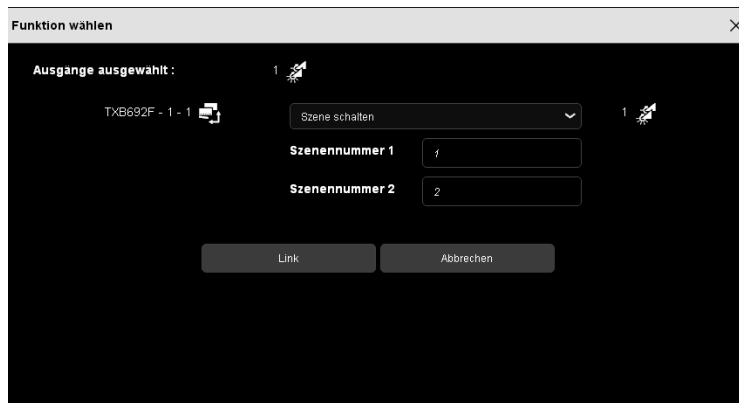 Funktion wählen
Ausgänge ausgewählt :
1
TXB692F - 1 - 1
Szene schalten
1
Szenennummer 1
1
Szenennummer 2
2
Link
Abbrechen